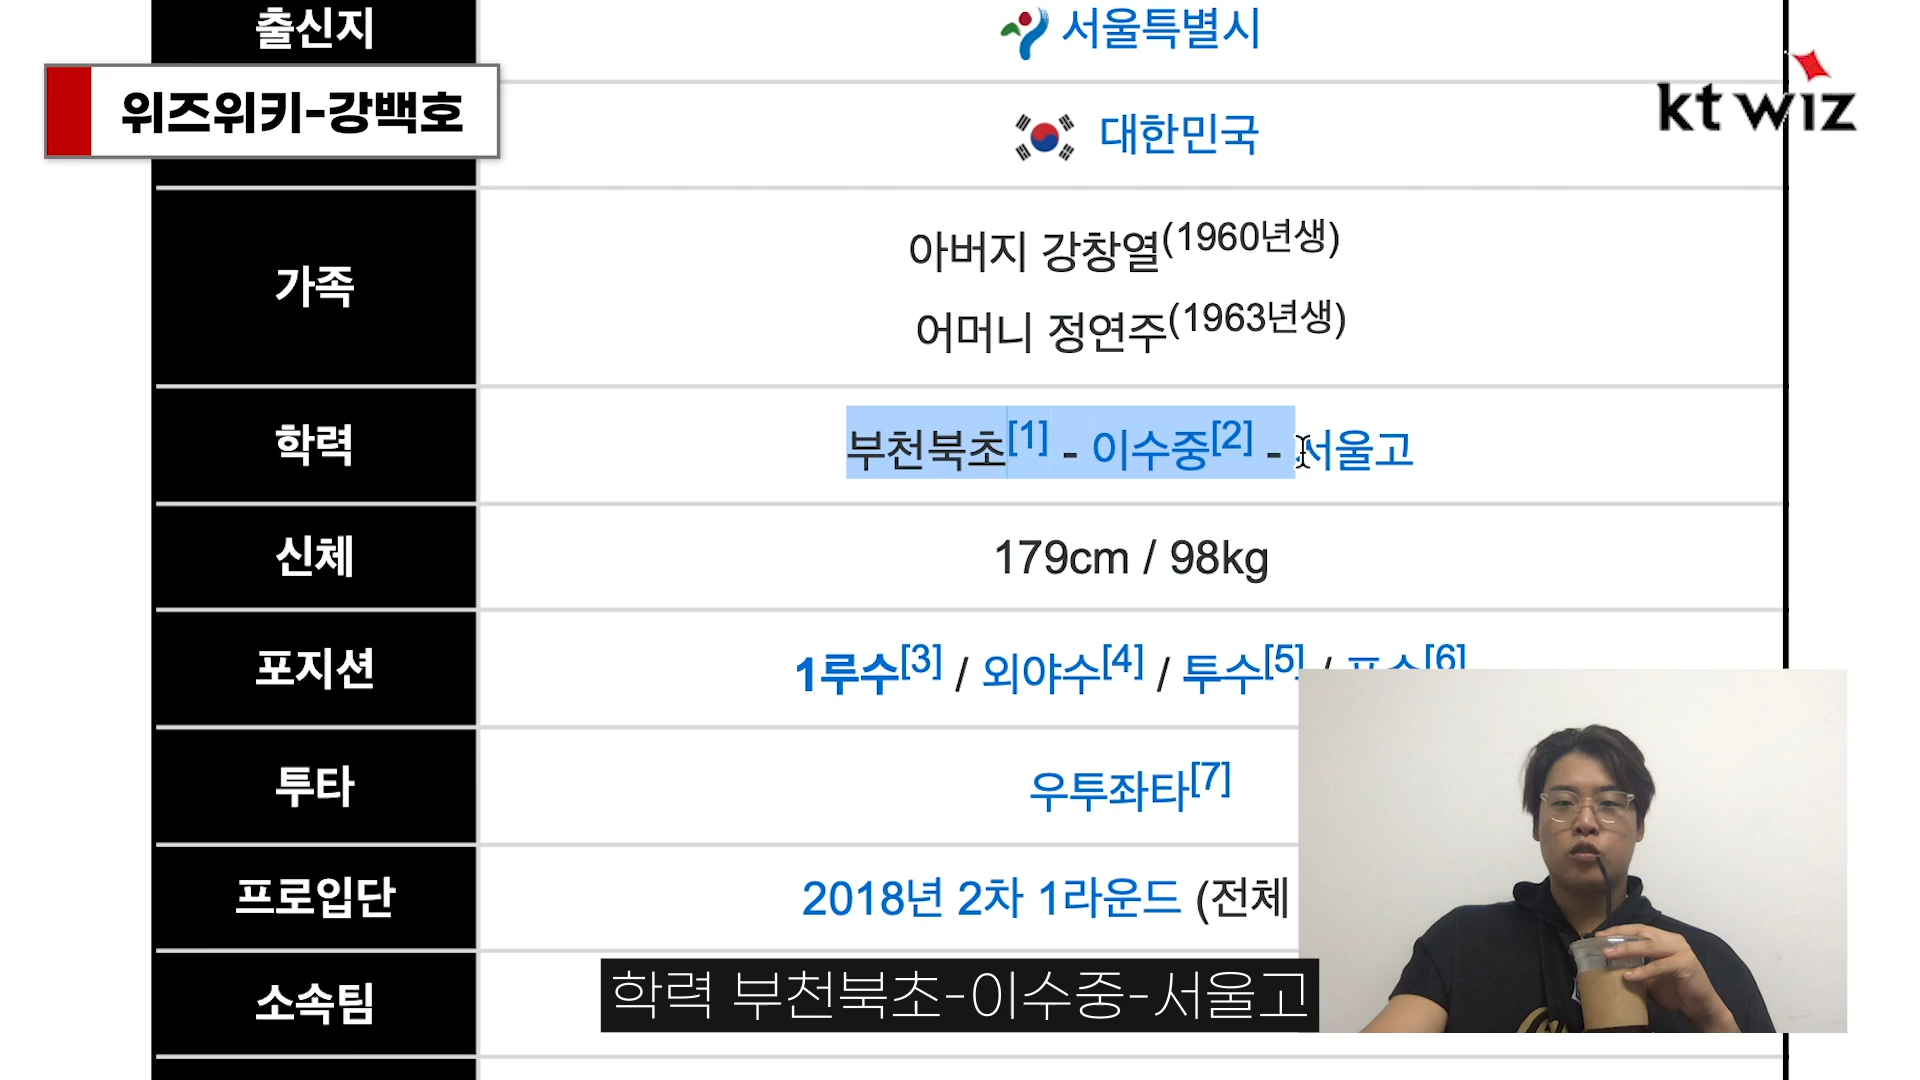 출신지
서울특별시
위즈위키-강백호
kt wiz
대한민국
가족
아버지 강창열(1960년생)
어머니 정연주(1963년생)
학력
부천북초[1] - 이수중[2] - 서울고
신체
179cm / 98kg
포지션
1루수[3] / 외야수[4] / 투수[5] / 포수[6]
투타
우투좌타[7]
프로입단
2018년 2차 1라운드 (전체
소속팀
학력 부천북초-이수중-서울고